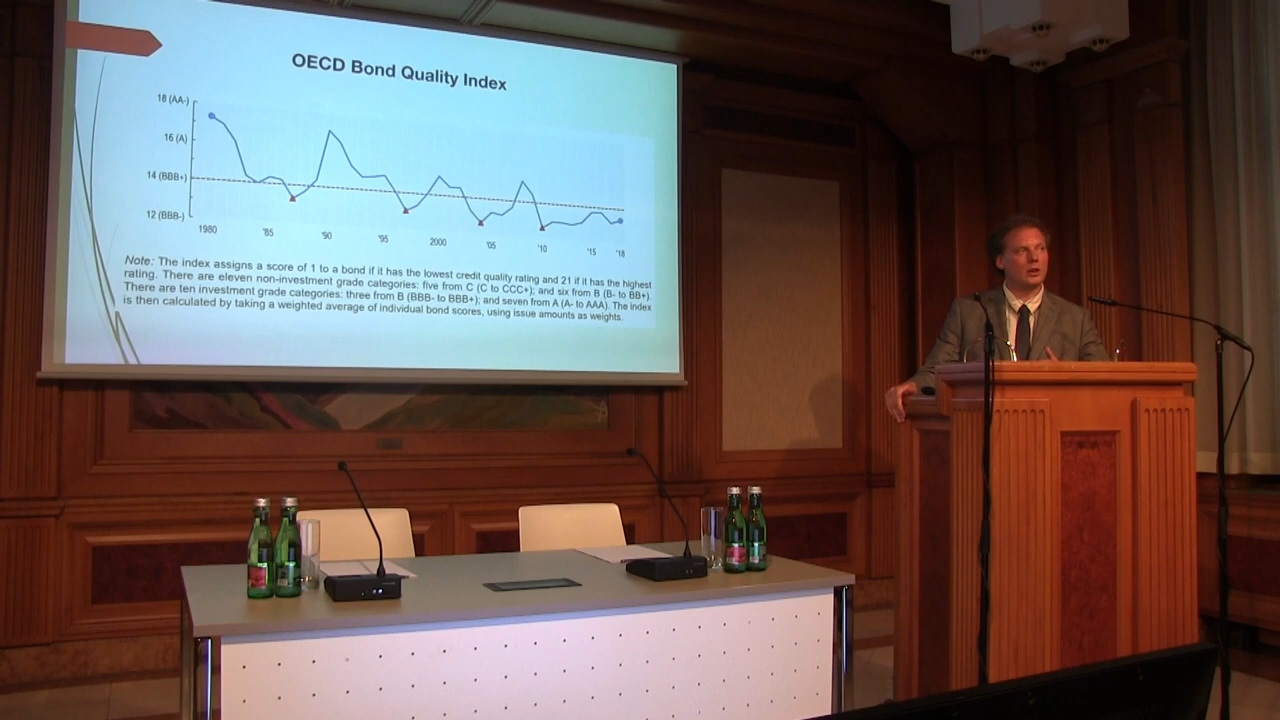 OECD Bond Quality Index
18 (AA-)
16 (A)
14 (BBB+)
12 (BBB-)
1980 '85 '90 '95 2000 '05 '10 '15 '18
Note: The index assigns a score of 1 to a bond if it has the lowest credit quality rating and 21 if it has the highest
rating. There are eleven non-investment grade categories: five from C (C to CCC+); and six from B (B- to BB+).
There are ten investment grade categories: three from B (BBB- to BBB+); and seven from A (A- to AAA). The index
is then calculated by taking a weighted average of individual bond scores, using issue amounts as weights.